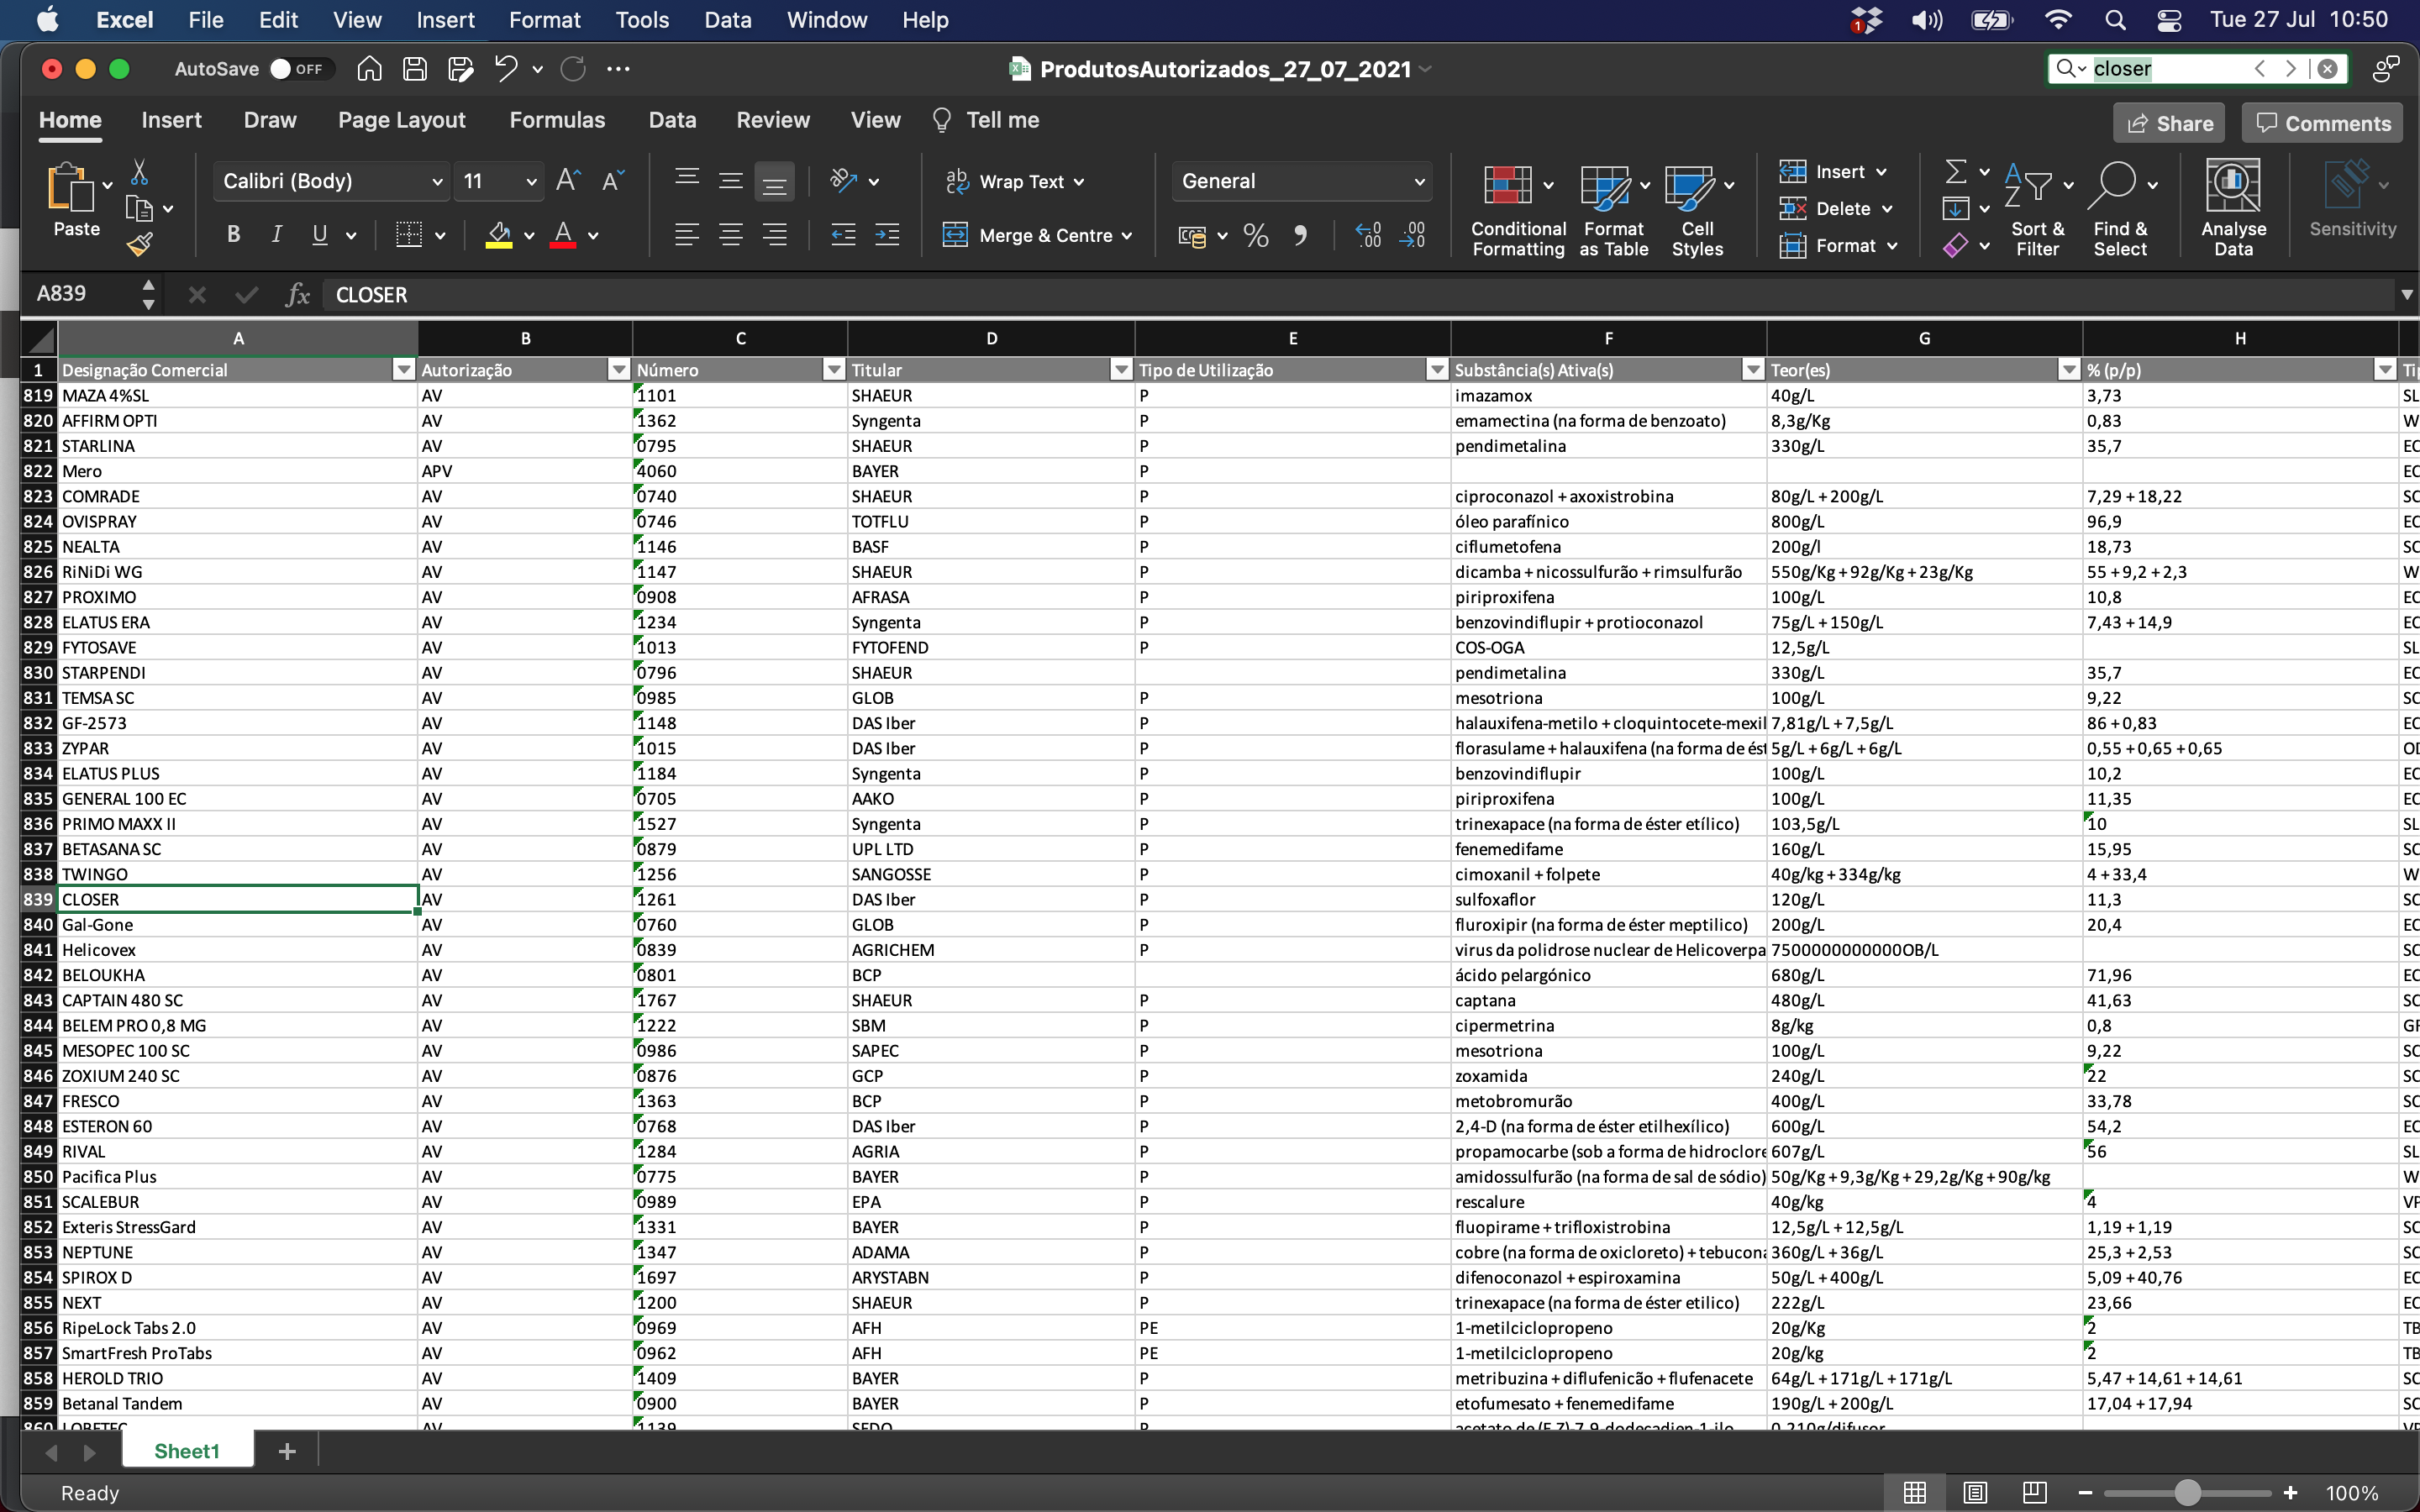 Excel File Edit View Insert Format Tools Data Window Help 1 Tue 27 Jul 10:50
AutoSave OFF ProdutosAutorizados_27_07_2021 closer
Home Insert Draw Page Layout Formulas Data Review View Tell me Share Comments
Paste Calibri (Body) 11 Wrap Text General Insert
B I U Merge & Centre Delete
Conditional Formatting Format as Table Cell Styles Format Sort & Filter Find & Select Analyse Data Sensitivity
A839 fx CLOSER
A B C D E F G H
1 Designação Comercial Autorização Número Titular Tipo de Utilização Substância(s) Ativa(s) Teor(es) % (p/p)
819 MAZA 4%SL AV 1101 SHAEUR P imazamox 40g/L 3,73 SL
820 AFFIRM OPTI AV 1362 Syngenta P emamectina (na forma de benzoato) 8,3g/Kg 0,83
821 STARLINA AV 0795 SHAEUR P pendimetalina 330g/L 35,7 EC
822 Mero APV 4060 BAYER P EC
823 COMRADE AV 0740 SHAEUR P ciproconazol + axoxistrobina 80g/L + 200g/L 7,29 + 18,22 SC
824 OVISPRAY AV 0746 TOTFLU P óleo parafínico 800g/L 96,9 EC
825 NEALTA AV 1146 BASF P ciflumetofena 200g/l 18,73 SC
826 RiNiDi WG AV 1147 SHAEUR P dicamba + nicossulfurão + rimsulfurão 550g/Kg + 92g/Kg + 23g/Kg 55 + 9,2 + 2,3
827 PROXIMO AV 0908 AFRASA P piriproxifena 100g/L 10,8 EC
828 ELATUS ERA AV 1234 Syngenta P benzovindiflupir + protioconazol 75g/L + 150g/L 7,43 + 14,9 EC
829 FYTOSAVE AV 1013 FYTOFEND P COS-OGA 12,5g/L SL
830 STARPENDI AV 0796 SHAEUR pendimetalina 330g/L 35,7 EC
831 TEMSA SC AV 0985 GLOB P mesotriona 100g/L 9,22 SC
832 GF-2573 AV 1148 DAS Iber P halauxifena-metilo + cloquintocete-mexil 7,81g/L + 7,5g/L 86 + 0,83 EC
833 ZYPAR AV 1015 DAS Iber P florasulame + halauxifena (na forma de ést 5g/L + 6g/L + 6g/L 0,55 + 0,65 + 0,65 OD
834 ELATUS PLUS AV 1184 Syngenta P benzovindiflupir 100g/L 10,2 EC
835 GENERAL 100 EC AV 0705 AAKO P piriproxifena 100g/L 11,35 EC
836 PRIMO MAXX II AV 1527 Syngenta P trinexapace (na forma de éster etílico) 103,5g/L 10 SL
837 BETASANA SC AV 0879 UPL LTD P fenemedifame 160g/L 15,95 SC
838 TWINGO AV 1256 SANGOSSE P cimoxanil + folpete 40g/kg + 334g/kg 4 + 33,4
839 CLOSER AV 1261 DAS Iber P sulfoxaflor 120g/L 11,3 SC
840 Gal-Gone AV 0760 GLOB P fluroxipir (na forma de éster meptilico) 200g/L 20,4 EC
841 Helicovex AV 0839 AGRICHEM P virus da polidrose nuclear de Helicoverpa 7500000000000OB/L SC
842 BELOUKHA AV 0801 BCP ácido pelargónico 680g/L 71,96 EC
843 CAPTAIN 480 SC AV 1767 SHAEUR P captana 480g/L 41,63 SC
844 BELEM PRO 0,8 MG AV 1222 SBM P cipermetrina 8g/kg 0,8 GR
845 MESOPEC 100 SC AV 0986 SAPEC P mesotriona 100g/L 9,22 SC
846 ZOXIUM 240 SC AV 0876 GCP P zoxamida 240g/L 22 SC
847 FRESCO AV 1363 BCP P metobromurão 400g/L 33,78 SC
848 ESTERON 60 AV 0768 DAS Iber P 2,4-D (na forma de éster etilhexílico) 600g/L 54,2 EC
849 RIVAL AV 1284 AGRIA P propamocarbe (sob a forma de hidroclore 607g/L 56 SL
850 Pacifica Plus AV 0775 BAYER P amidossulfurão (na forma de sal de sódio) 50g/Kg + 9,3g/Kg + 29,2g/Kg + 90g/kg
851 SCALEBUR AV 0989 EPA P rescalure 40g/kg 4 VP
852 Exteris StressGard AV 1331 BAYER P fluopirame + trifloxistrobina 12,5g/L + 12,5g/L 1,19 + 1,19 SC
853 NEPTUNE AV 1347 ADAMA P cobre (na forma de oxicloreto) + tebucona 360g/L + 36g/L 25,3 + 2,53 SC
854 SPIROX D AV 1697 ARYSTABN P difenoconazol + espiroxamina 50g/L + 400g/L 5,09 + 40,76 EC
855 NEXT AV 1200 SHAEUR P trinexapace (na forma de éster etilico) 222g/L 23,66 EC
856 RipeLock Tabs 2.0 AV 0969 AFH PE 1-metilciclopropeno 20g/Kg 2 TB
857 SmartFresh ProTabs AV 0962 AFH PE 1-metilciclopropeno 20g/kg 2 TB
858 HEROLD TRIO AV 1409 BAYER P metribuzina + diflufenicão + flufenacete 64g/L + 171g/L + 171g/L 5,47 + 14,61 + 14,61 SC
859 Betanal Tandem AV 0900 BAYER P etofumesato + fenemedifame 190g/L + 200g/L 17,04 + 17,94 SC
860 LOBETEC AV 1139 SEDQ P acetato de (E,Z)-7,9-dodecadien-1-ilo 0,210g/difusor VP
Sheet1
Ready 100%